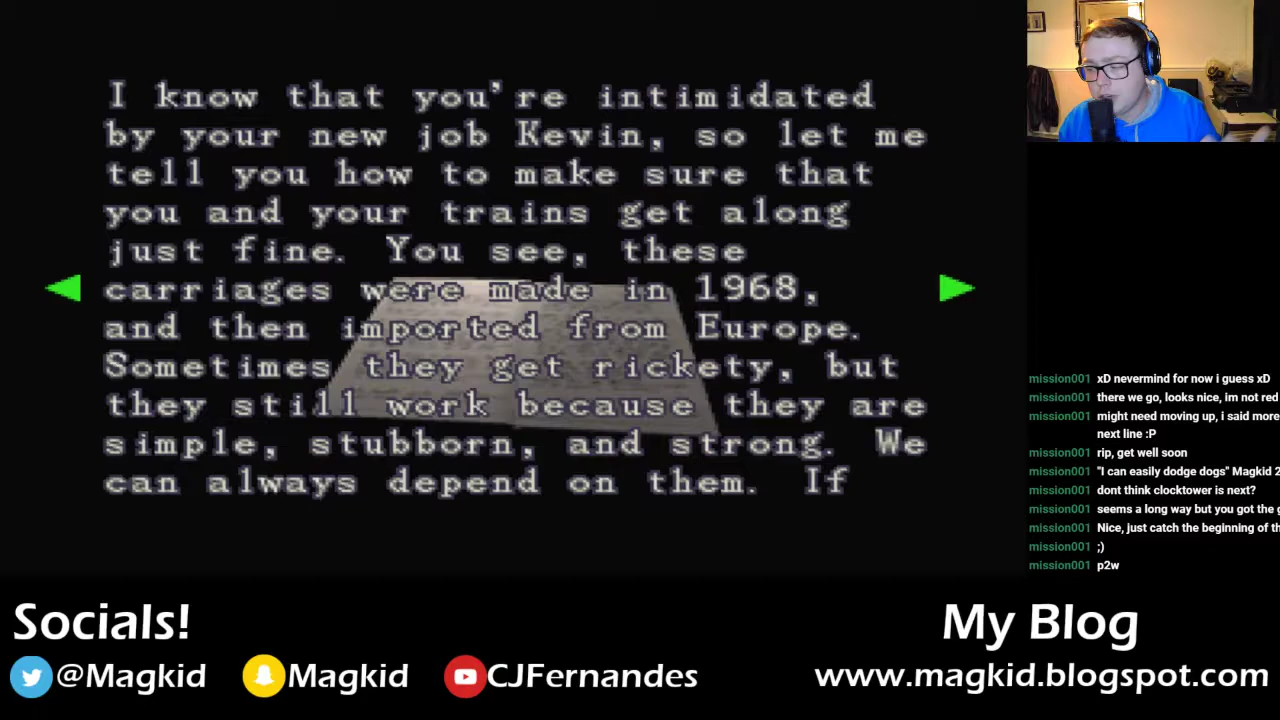 I know that you're intimidated
by your new job Kevin, so let me
tell you how to make sure that
you and your trains get along
just fine. You see, these
carriages were made in 1968,
and then imported from Europe.
Sometimes they get rickety, but
they still work because they are
simple, stubborn, and strong. We
can always depend on them. If
mission001 xD nevermind for now i guess xD
mission001 there we go, looks nice, im not red
mission001 might need moving up, i said more
next line :P
mission001 rip, get well soon
mission001 "I can easily dodge dogs" Magkid 2
mission001 dont think clocktower is next?
mission001 seems a long way but you got the g
mission001 Nice, just catch the beginning of th
mission001 ;)
mission001 p2w
Socials!
@Magkid
Magkid
CJFernandes
My Blog
www.magkid.blogspot.com